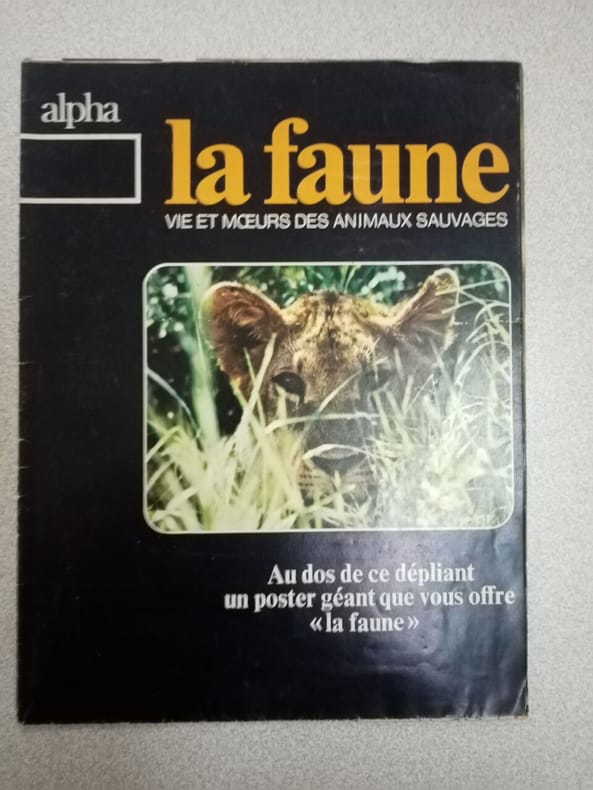 alpha
la faune
VIE ET MŒURS DES ANIMAUX SAUVAGES
Au dos de ce dépliant
un poster géant que vous offre
«la faune»